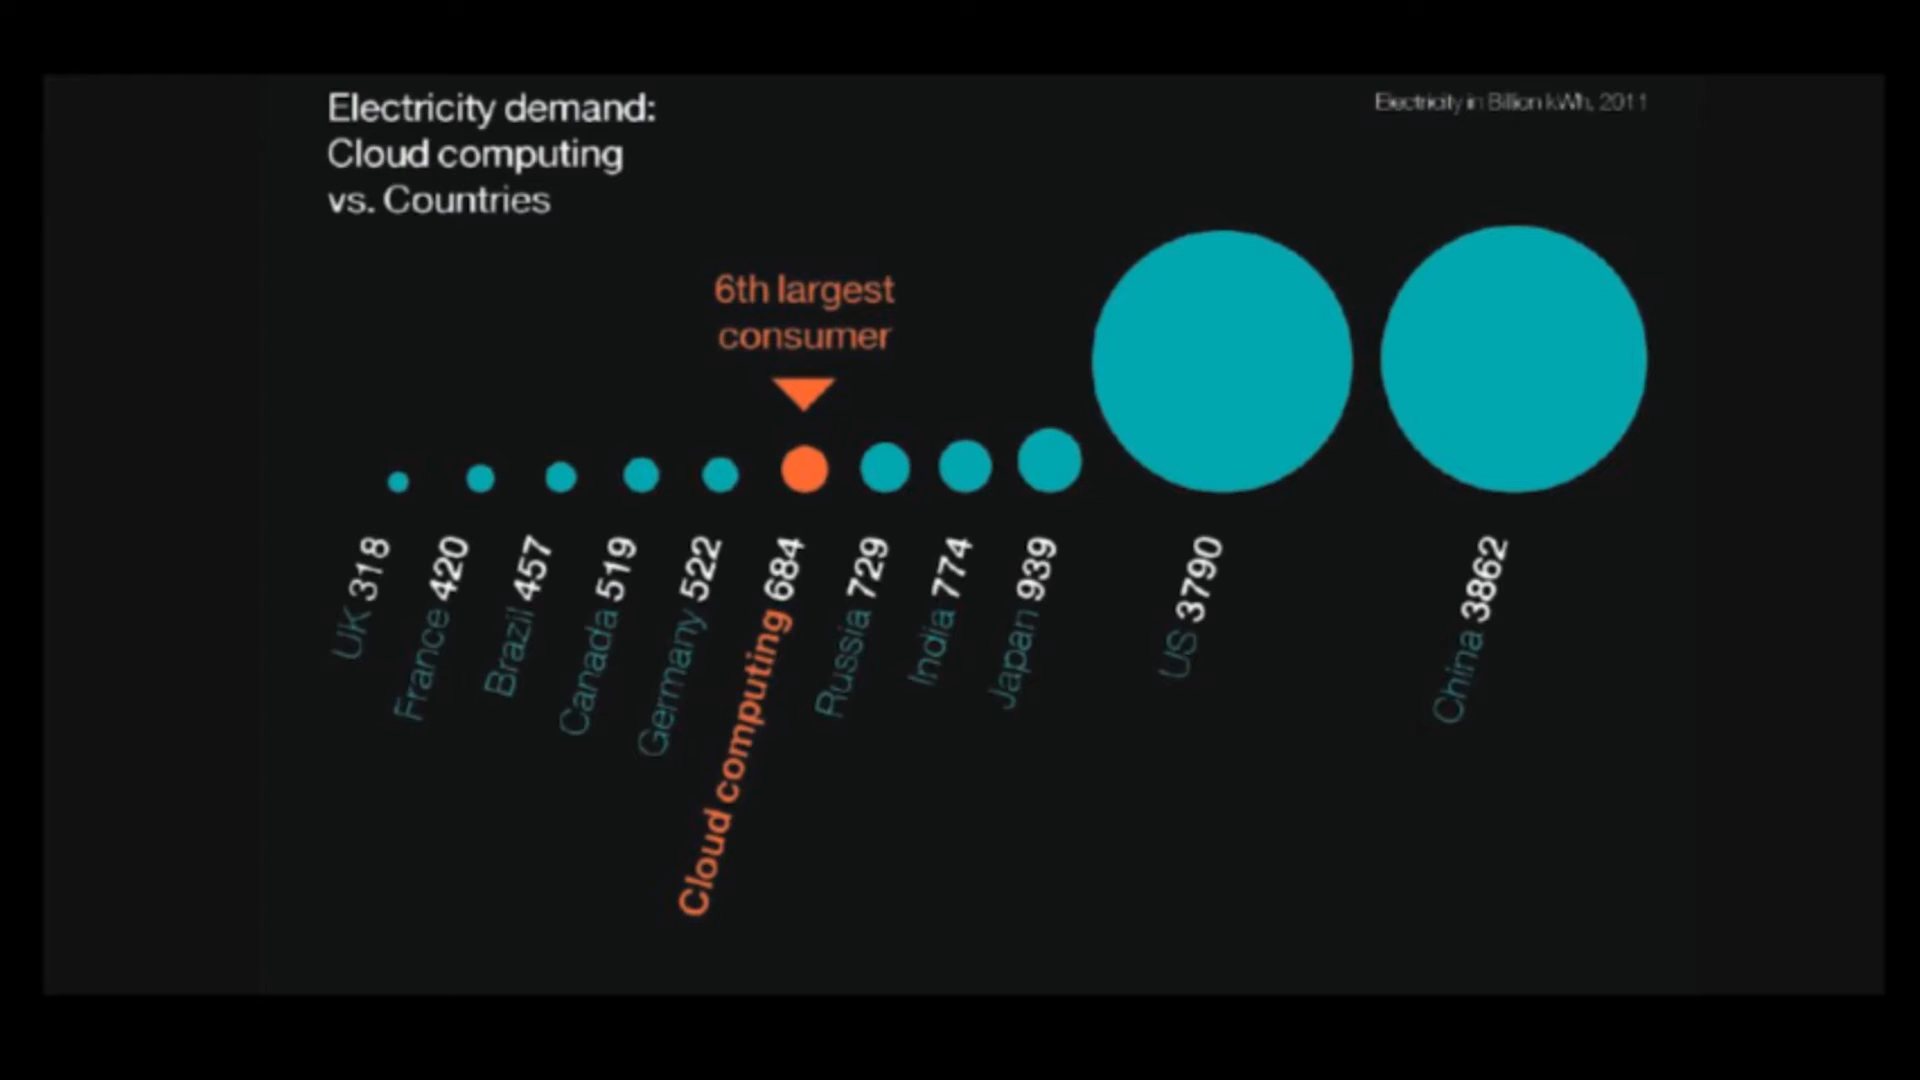 Electricity demand:
Cloud computing
vs. Countries
Electricity in Billion kWh, 2011
6th largest
consumer
UK 318
France 420
Brazil 457
Canada 519
Germany 522
Cloud computing 684
Russia 729
India 774
Japan 939
US 3790
China 3862